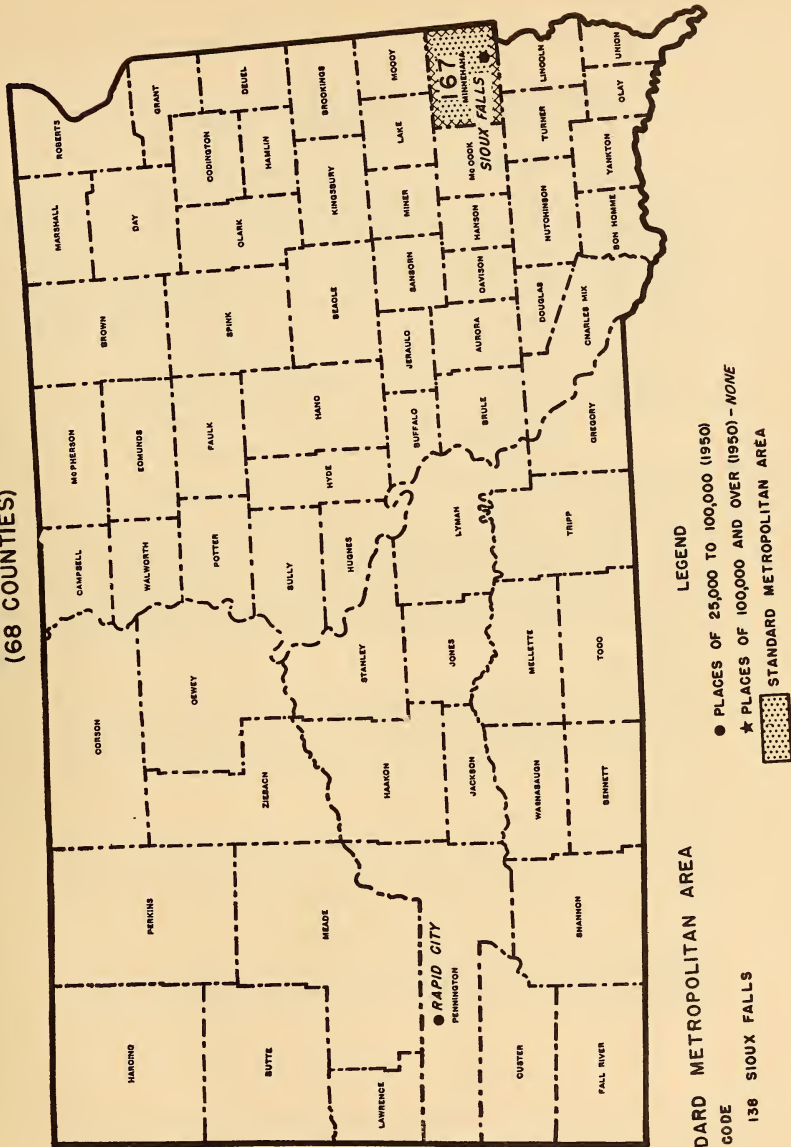 (68 COUNTIES)
HARDING
PERKINS
CORSON
CAMPBELL
MCPHERSON
BROWN
MARSHALL
ROBERTS
BUTTE
MEADE
ZIEBACH
DEWEY
WALWORTH
EDMUNDS
DAY
GRANT
POTTER
FAULK
SPINK
CLARK
CODINGTON
DEUEL
HAMLIN
LAWRENCE
● RAPID CITY
PENNINGTON
HAAKON
STANLEY
SULLY
HUGHES
HYDE
HAND
BEADLE
KINGSBURY
BROOKINGS
BUFFALO
JERAULD
SANBORN
MINER
LAKE
MOODY
CUSTER
JACKSON
JONES
LYMAN
BRULE
AURORA
DAVISON
HANSON
MCCOOK
167
MINNEHAHA
SIOUX FALLS
FALL RIVER
SHANNON
WASHABAUGH
BENNETT
MELLETTE
TODD
TRIPP
GREGORY
CHARLES MIX
DOUGLAS
HUTCHINSON
TURNER
LINCOLN
BON HOMME
YANKTON
CLAY
UNION
DARD METROPOLITAN AREA
CODE
138 SIOUX FALLS
LEGEND
● PLACES OF 25,000 TO 100,000 (1950)
★ PLACES OF 100,000 AND OVER (1950) - NONE
STANDARD METROPOLITAN AREA